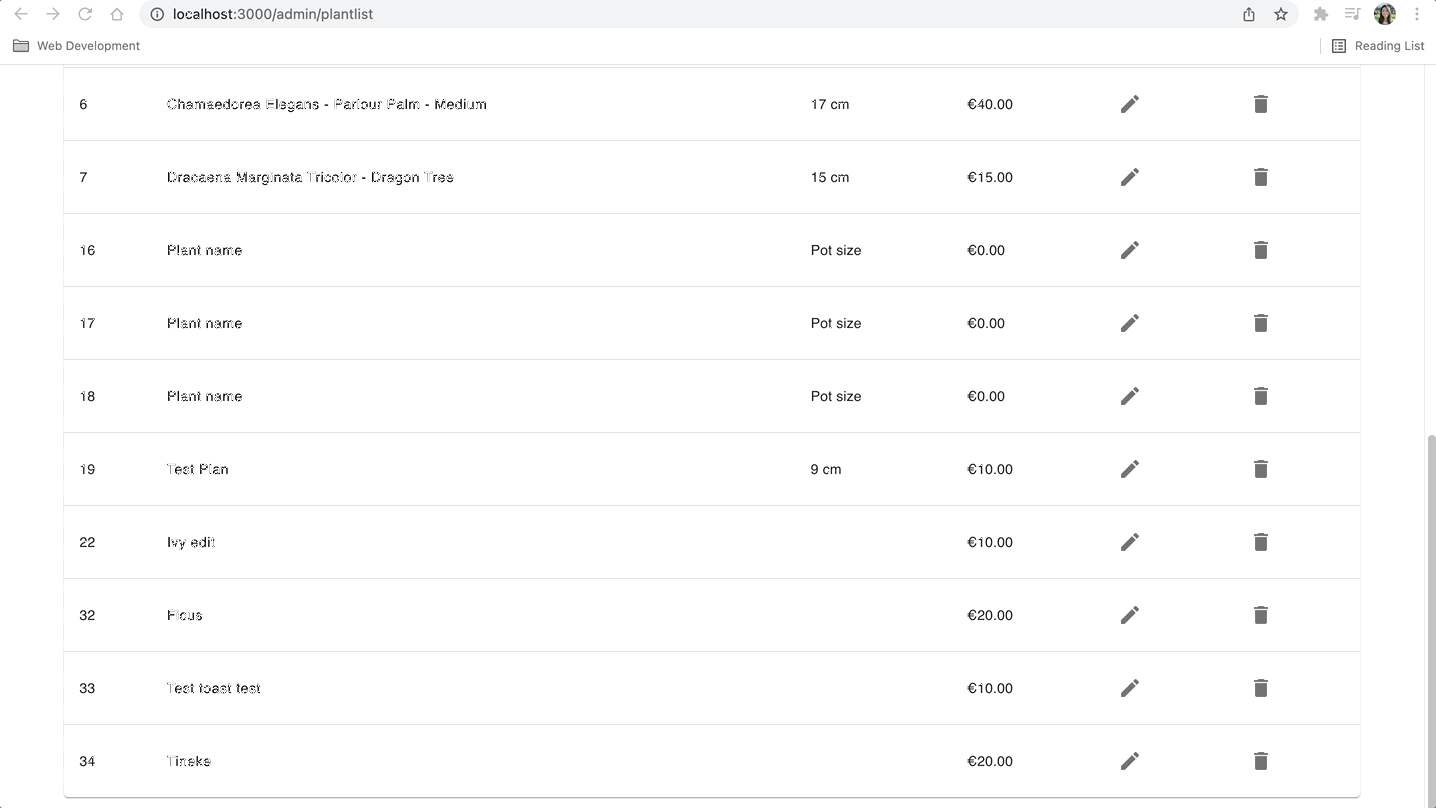 localhost:3000/admin/plantlist
Web Development
Reading List
6 Chamaedorea Elegans - Parlour Palm - Medium 17 cm €40.00
7 Dracaena Marginata Tricolor - Dragon Tree 15 cm €15.00
16 Plant name Pot size €0.00
17 Plant name Pot size €0.00
18 Plant name Pot size €0.00
19 Test Plan 9 cm €10.00
22 Ivy edit €10.00
32 Ficus €20.00
33 Test toast test €10.00
34 Tineke €20.00